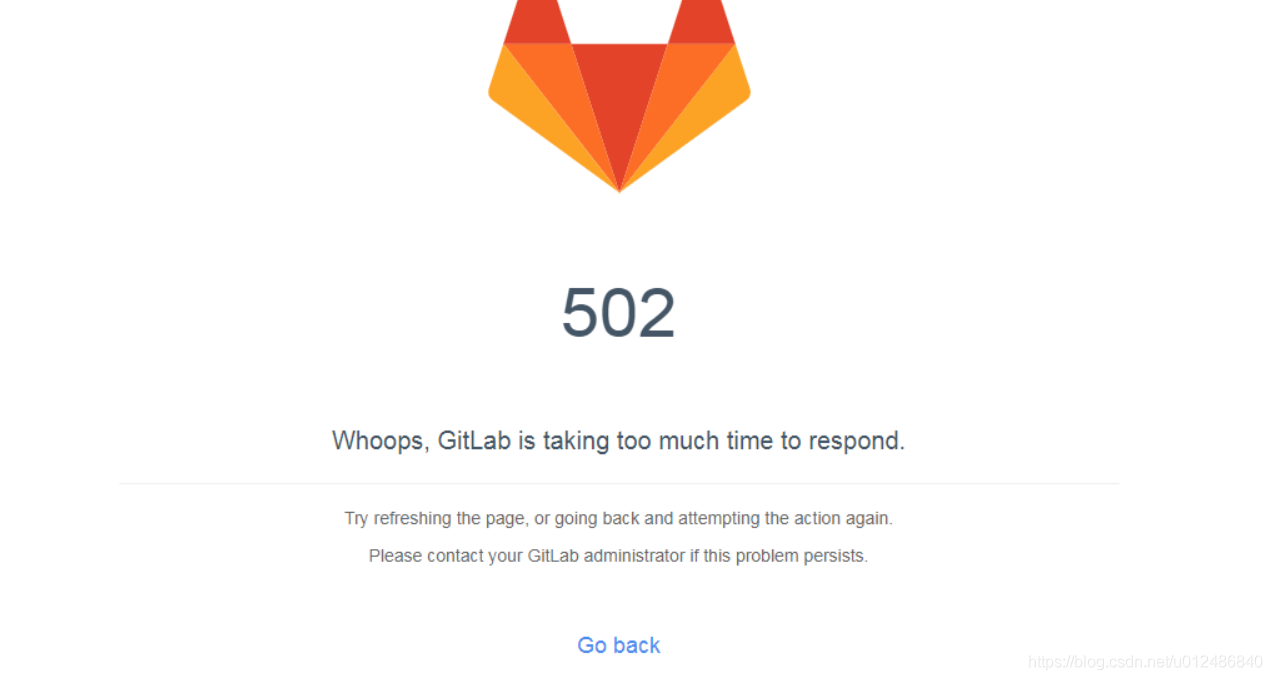 502
Whoops, GitLab is taking too much time to respond.
Try refreshing the page, or going back and attempting the action again.
Please contact your GitLab administrator if this problem persists.
Go back
https://blog.csdn.net/u012486840